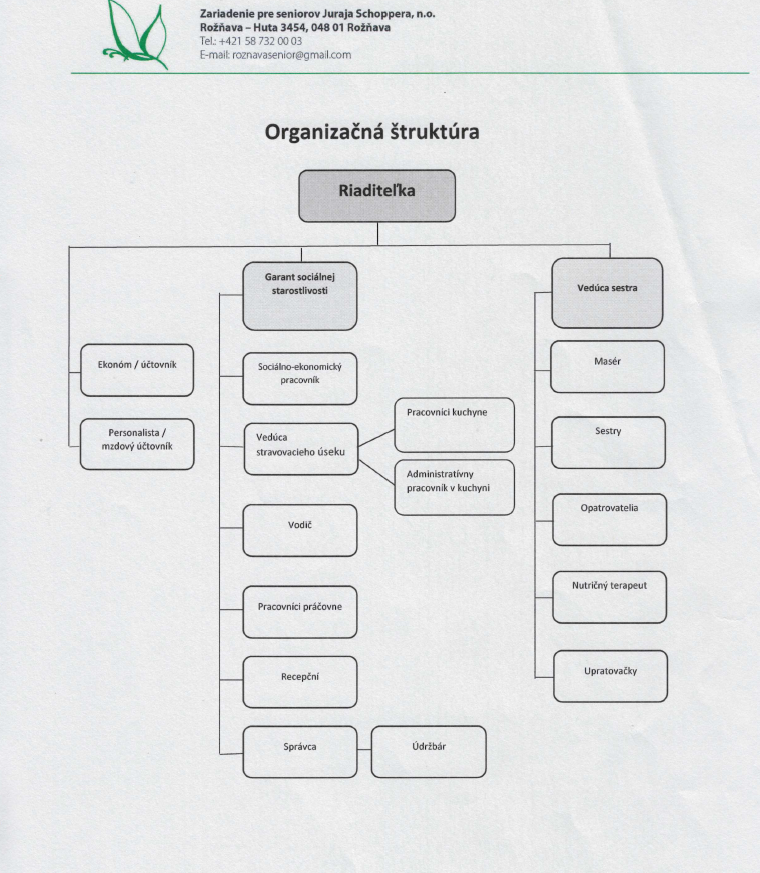 Zariadenie pre seniorov Juraja Schoppera, n.o.
Rožňava – Huta 3454, 048 01 Rožňava
Tel.: +421 58 732 00 03
E-mail: roznavasenior@gmail.com
Organizačná štruktúra
Riaditeľka
Garant sociálnej
starostlivosti
Vedúca sestra
Ekonóm / účtovník
Personalista /
mzdový účtovník
Sociálno-ekonomický
pracovník
Vedúca
stravovacieho úseku
Pracovníci kuchyne
Administratívny
pracovník v kuchyni
Vodič
Pracovníci práčovne
Recepční
Správca
Údržbár
Masér
Sestry
Opatrovatelia
Nutričný terapeut
Upratovačky